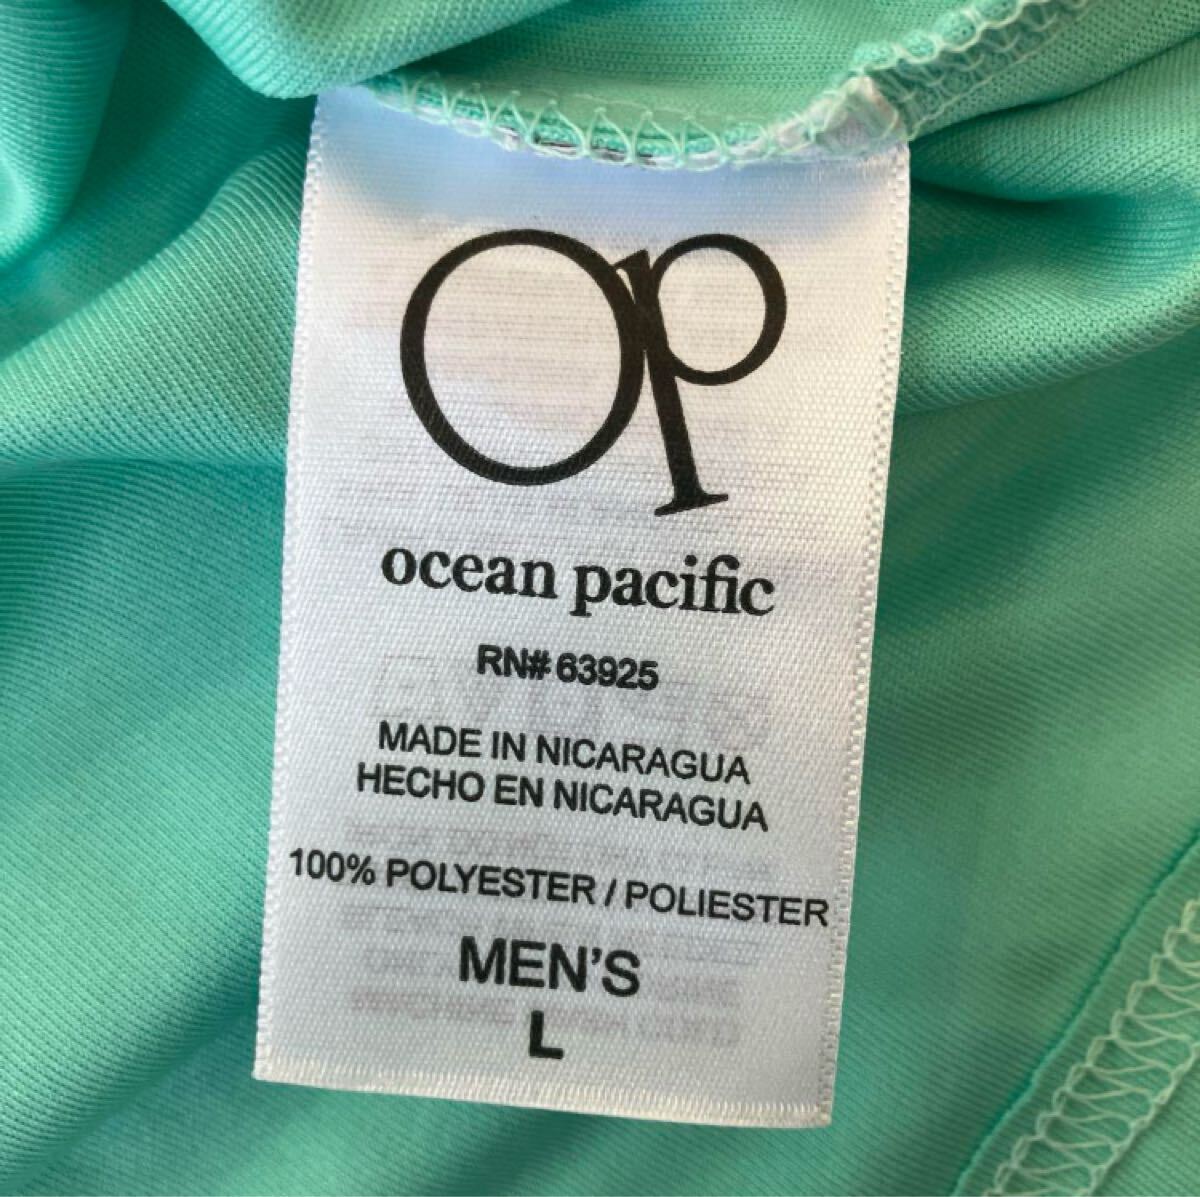 Op
ocean pacific
RN# 63925
MADE IN NICARAGUA
HECHO EN NICARAGUA
100% POLYESTER / POLIESTER
MEN'S
L